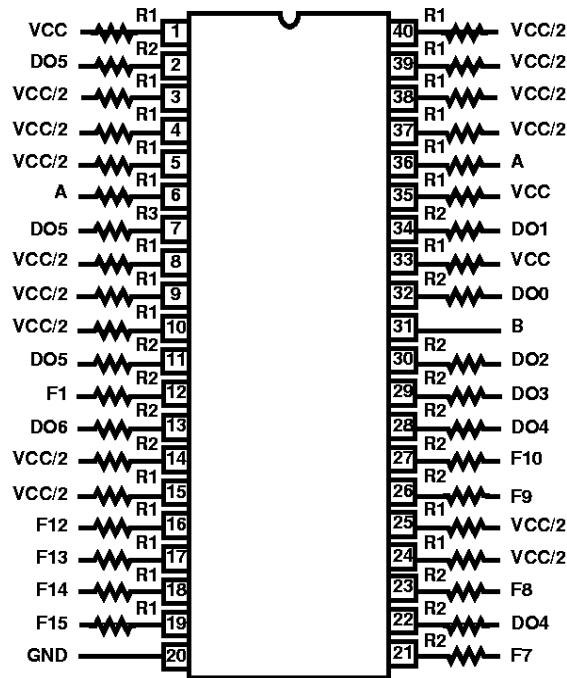 VCC R1 1 40 R1 VCC/2
DO5 R2 2 39 R1 VCC/2
VCC/2 R1 3 38 R1 VCC/2
VCC/2 R1 4 37 R1 VCC/2
VCC/2 R1 5 36 R1 A
A R1 6 35 R1 VCC
DO5 R3 7 34 R2 DO1
VCC/2 R1 8 33 R1 VCC
VCC/2 R1 9 32 R2 DO0
VCC/2 R1 10 31 B
DO5 R2 11 30 R2 DO2
F1 R2 12 29 R2 DO3
DO6 R2 13 28 R2 DO4
VCC/2 R2 14 27 R2 F10
VCC/2 R1 15 26 R2 F9
F12 R1 16 25 R1 VCC/2
F13 R1 17 24 R1 VCC/2
F14 R1 18 23 R2 F8
F15 R1 19 22 R2 DO4
GND 20 21 R2 F7